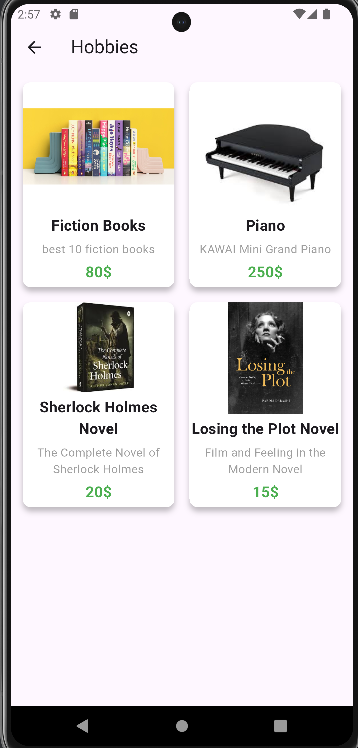 2:57
Hobbies
Fiction Books
best 10 fiction books
80$
Piano
KAWAI Mini Grand Piano
250$
The Complete
Novels of
Sherlock
Holmes
Sherlock Holmes
Novel
The Complete Novel of
Sherlock Holmes
20$
Losing the
Plot
Losing the Plot Novel
Film and Feeling in the
Modern Novel
15$